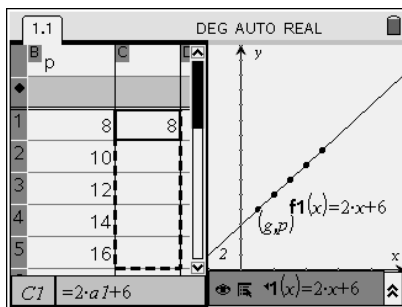 1.1 DEG AUTO REAL
B p C D
◆
1 8 8
2 10
3 12
4 14
5 16
C1 =2·a1+6
y
f1(x)=2·x+6
(g,p)
2
x
f1(x)=2·x+6